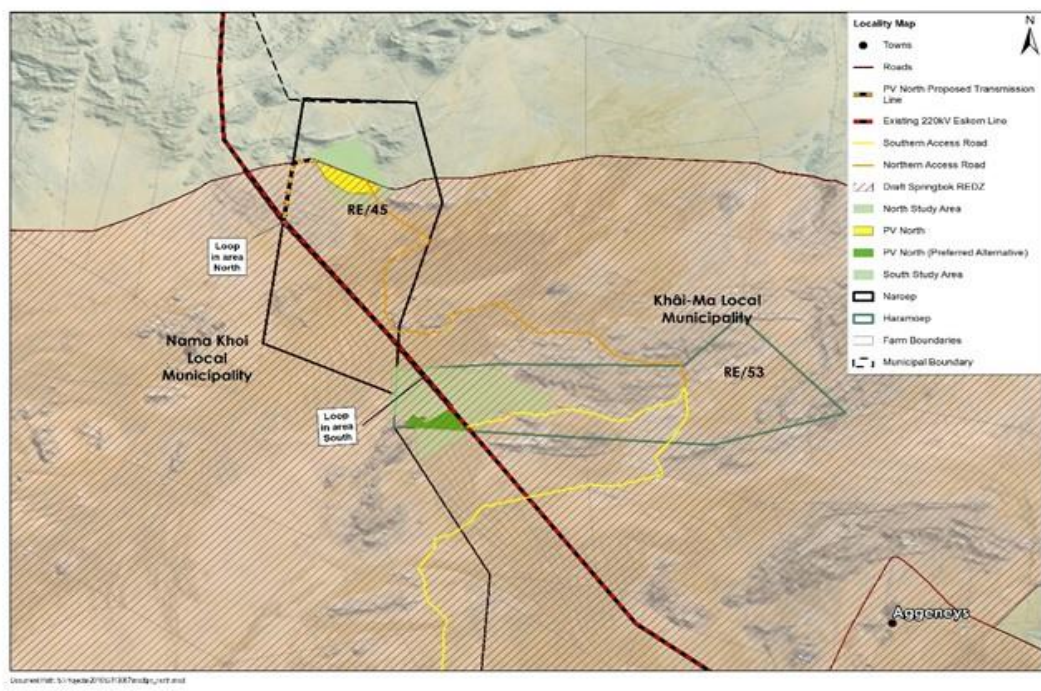 Locality Map
N
Towns
Roads
PV North Proposed Transmission
Line
Existing 220kV Eskom Line
Southern Access Road
Northern Access Road
Draft Springbok REDZ
North Study Area
PV North
PV North (Preferred Alternative)
South Study Area
Naroep
Haramoep
Farm Boundaries
Municipal Boundary
RE/45
Loop
in area
North
Khâi-Ma Local
Municipality
Nama Khoi
Local
Municipality
RE/53
Loop
in area
South
Aggeneys
Document Path: